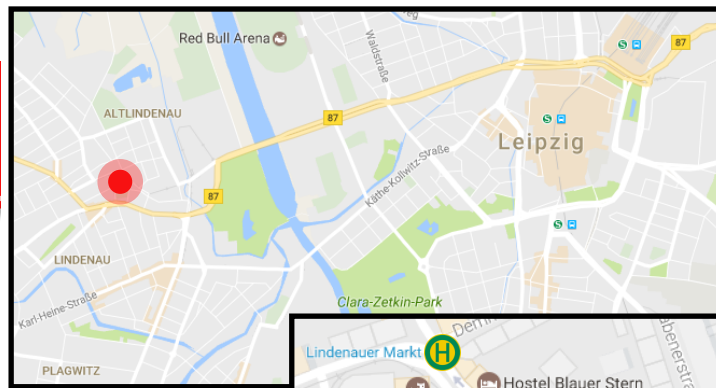 Red Bull Arena
Waldstraße
87
S
ALTLINDENAU
87
S
Leipzig
Käthe-Kollwitz-Straße
87
S
LINDENAU
Karl-Heine-Straße
Clara-Zetkin-Park
PLAGWITZ
Lindenauer Markt
H
Hostel Blauer Stern